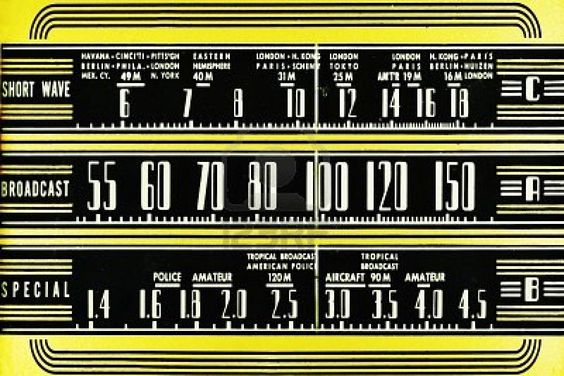 HAVANA - CINCI'TI - PITTS'GH EASTERN LONDON - H. KONG LONDON LONDON H. KONG - PARIS
BERLIN - PHILA. - LONDON HEMISPHERE PARIS - SCHEN'Y TOKYO PARIS BERLIN - HUIZEN
MEX. CY. 49 M N. YORK 40 M 31 M 25 M AM'TR 19 M 16 M LONDON
SHORT WAVE 6 7 8 10 12 14 16 18 C
BROADCAST 55 60 70 80 100 120 150 A
TROPICAL BROADCAST TROPICAL
AMERICAN POLICE BROADCAST
POLICE AMATEUR 120 M AIRCRAFT 90 M AMATEUR
SPECIAL 1.4 1.6 1.8 2.0 2.5 3.0 3.5 4.0 4.5 B
123RF